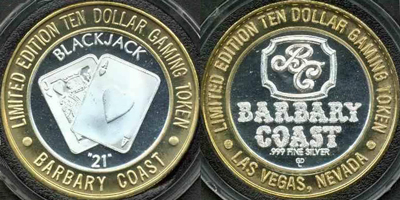 LIMITED EDITION TEN DOLLAR GAMING TOKEN
BLACKJACK
"21"
• BARBARY COAST •
LIMITED EDITION TEN DOLLAR GAMING TOKEN
BC
BARBARY
COAST
.999 FINE SILVER
• LAS VEGAS, NEVADA •